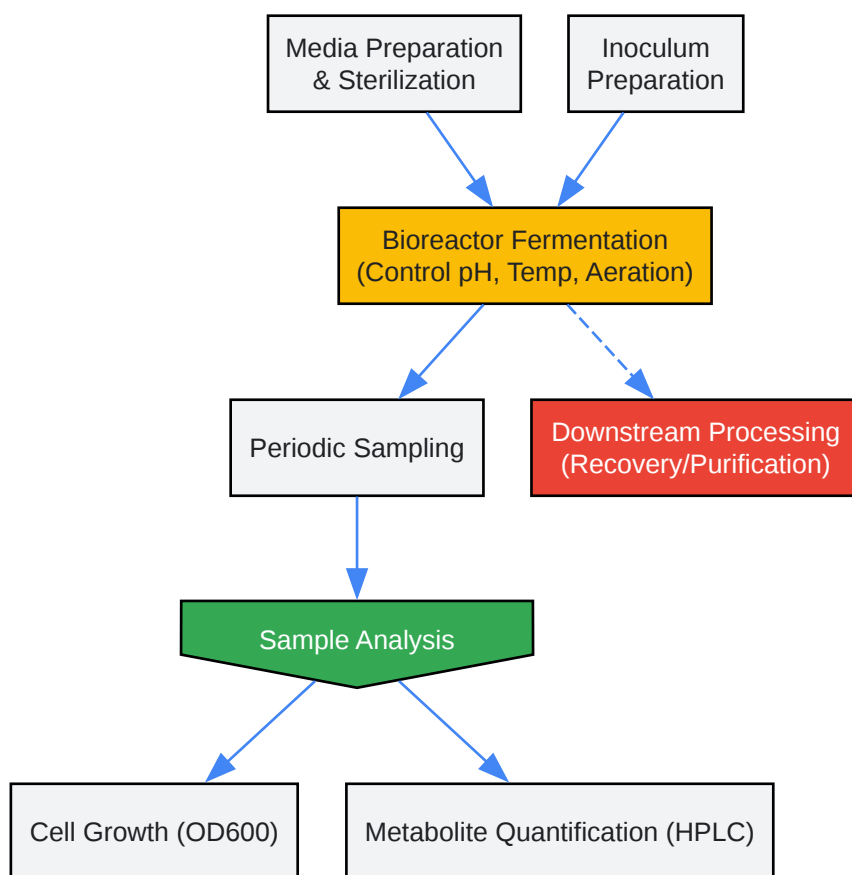 Media Preparation
& Sterilization
Inoculum
Preparation
Bioreactor Fermentation
(Control pH, Temp, Aeration)
Periodic Sampling
Downstream Processing
(Recovery/Purification)
Sample Analysis
Cell Growth (OD600)
Metabolite Quantification (HPLC)